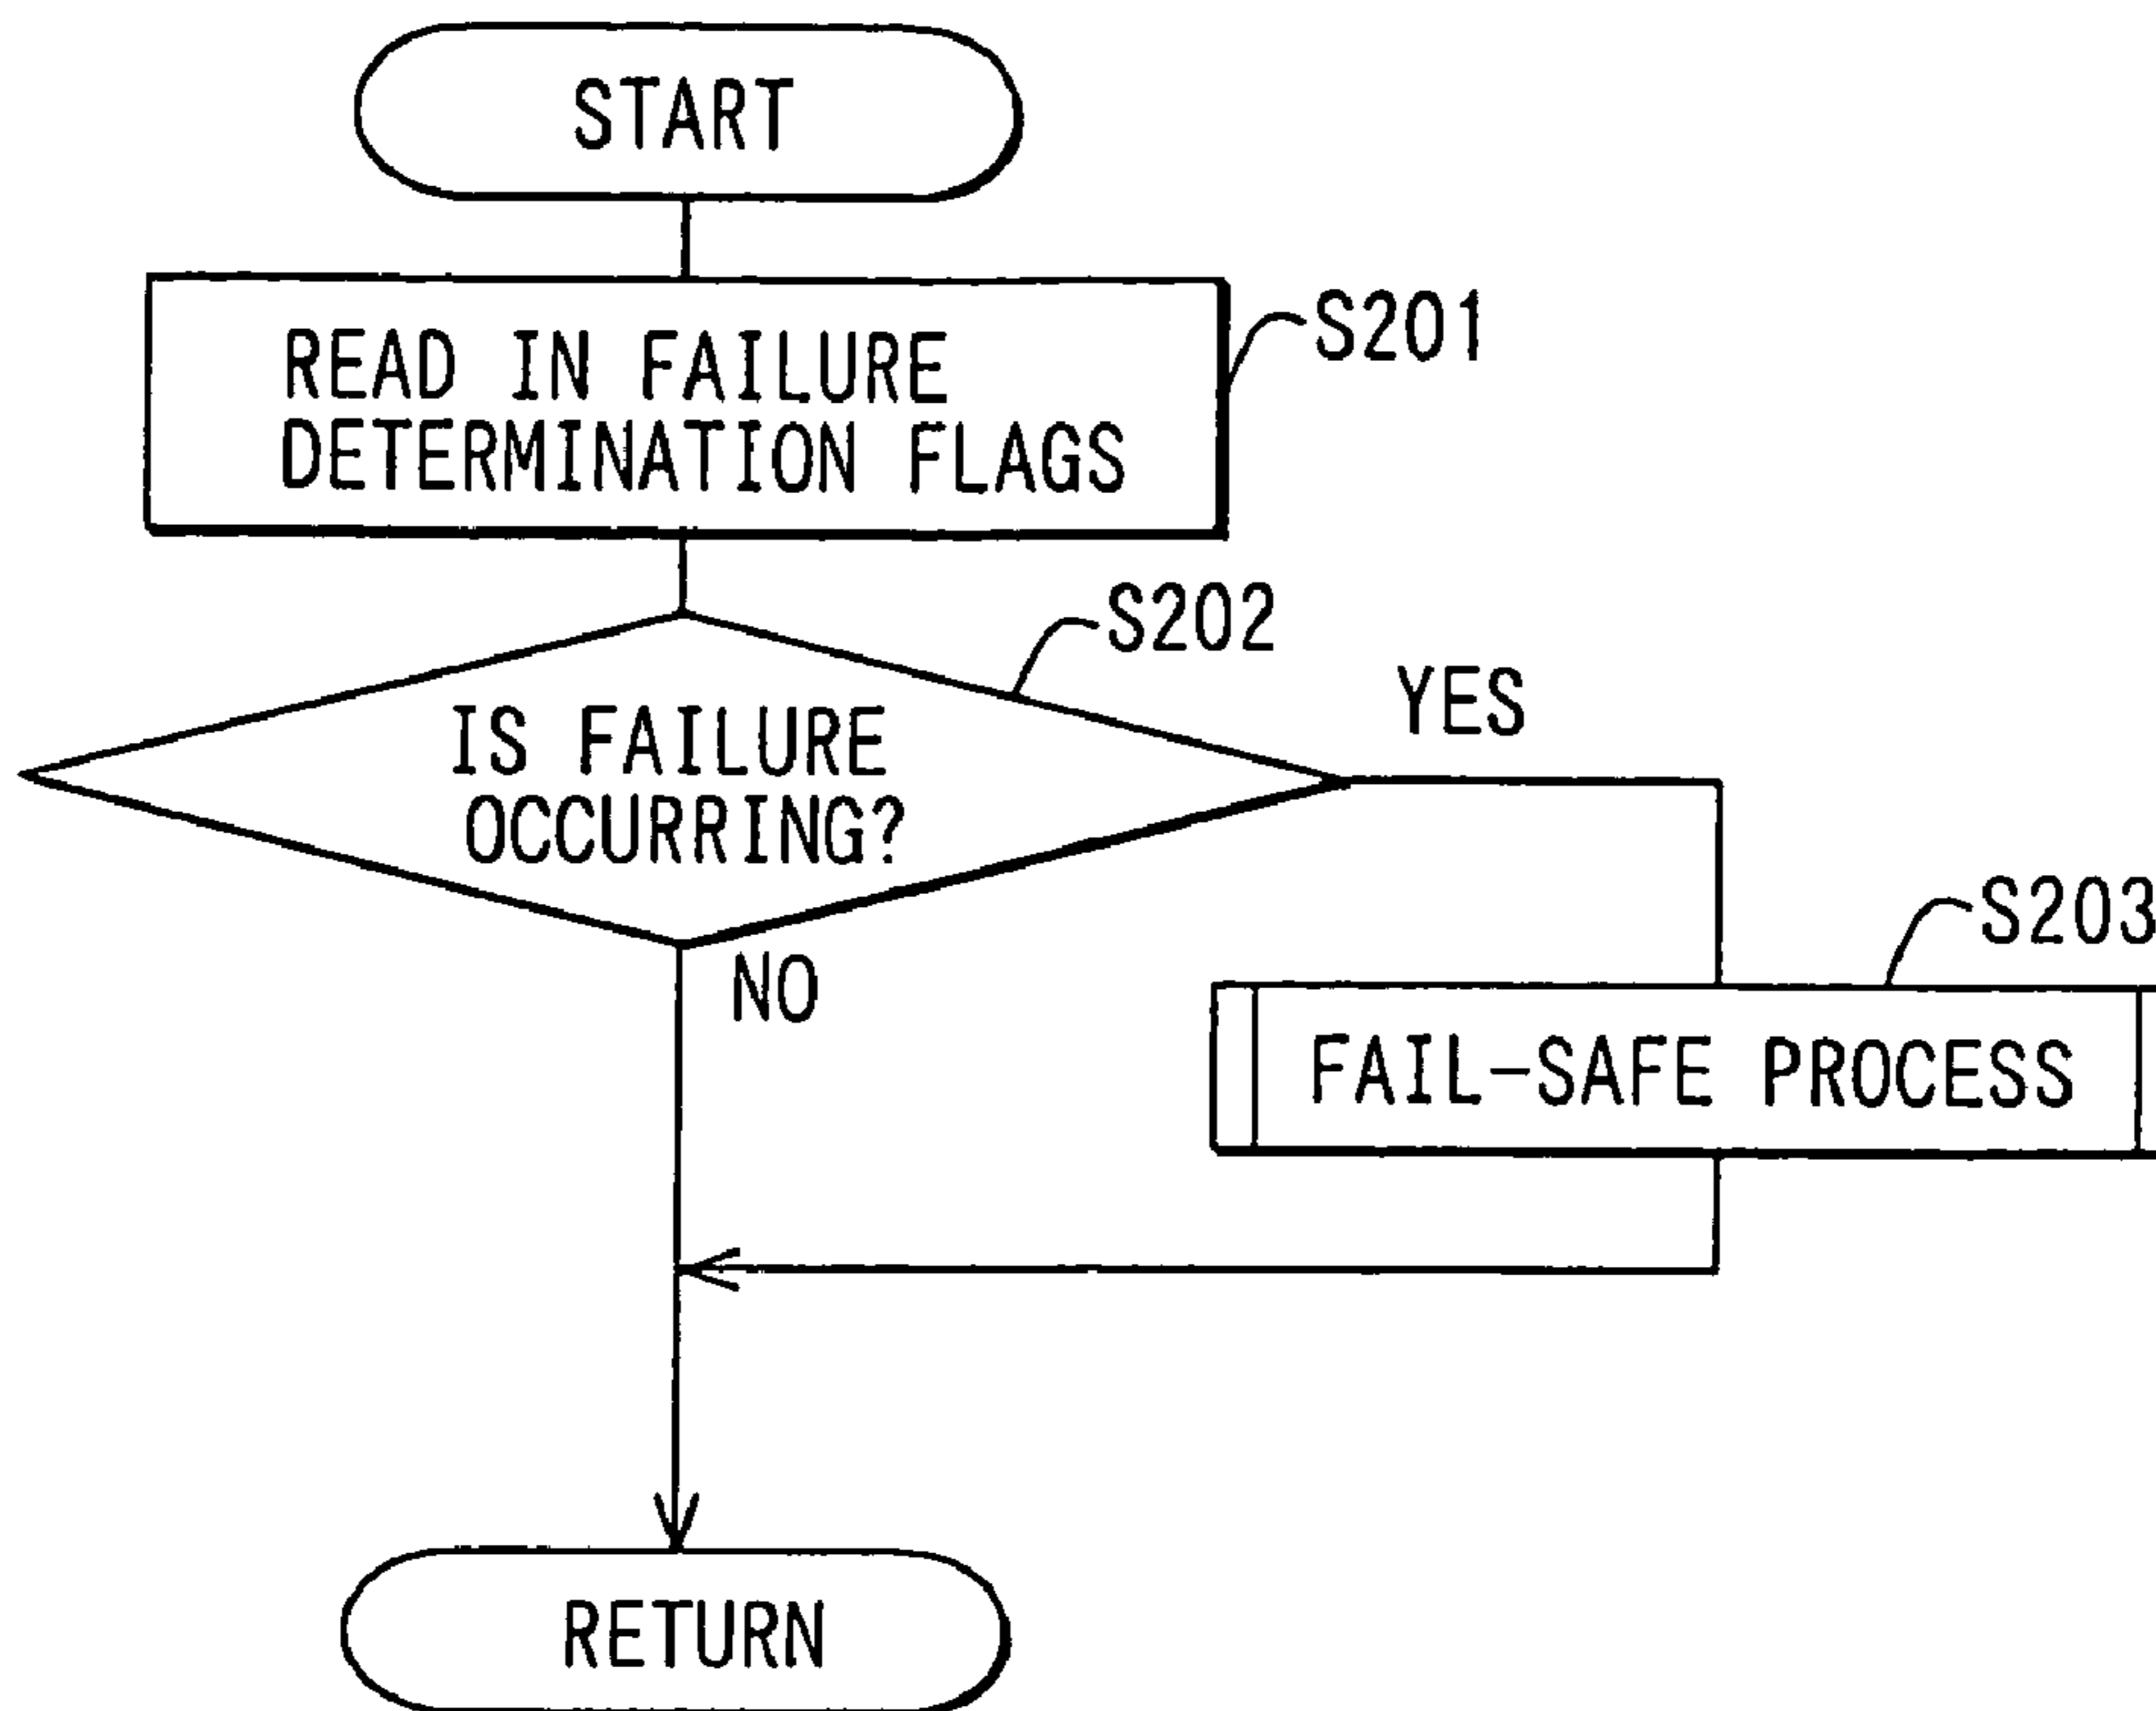 START
READ IN FAILURE
DETERMINATION FLAGS
S201
S202
IS FAILURE
OCCURRING?
YES
NO
S203
FAIL-SAFE PROCESS
RETURN